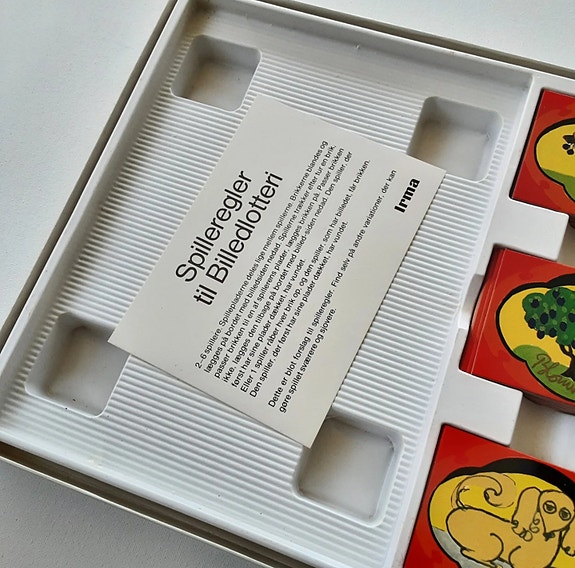 Spilleregler
til Billedlotteri
2–6 spillere. Spillepladerne deles lige mellem spillerne. Brikkerne blandes og
lægges på bordet med billedsiden nedad. Spillerne trækker efter tur en brik,
passer brikken til en af spillerens plader, lægges brikken på. Passer brikken
ikke, lægges den tilbage på bordet med billed-siden nedad. Den spiller, der
først har sine plader dækket, har vundet.
Eller 1 spiller råber hver brik op, og den spiller, som har billedet, får brikken.
Den spiller, der først har sine plader dækket, har vundet.
Dette er blot forslag til spilleregler. Find selv på andre variationer, der kan
gøre spillet sværere og sjovere.
Irma